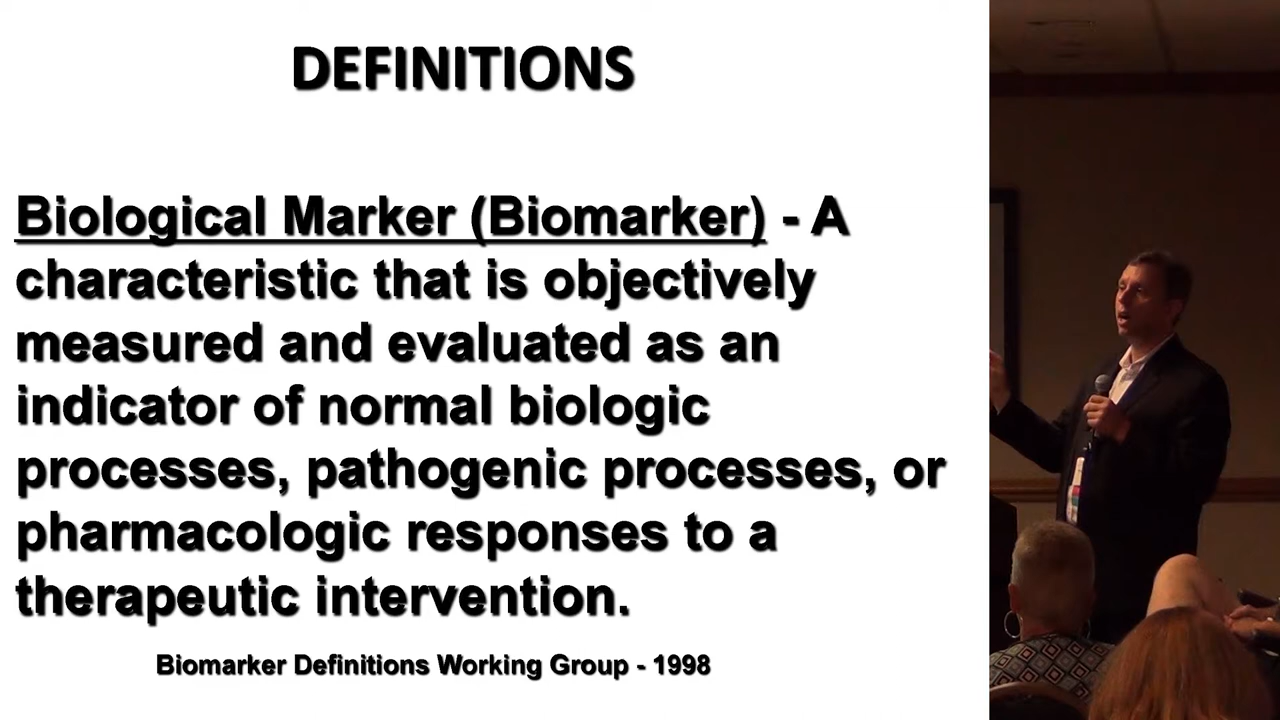 DEFINITIONS
Biological Marker (Biomarker) - A
characteristic that is objectively
measured and evaluated as an
indicator of normal biologic
processes, pathogenic processes, or
pharmacologic responses to a
therapeutic intervention.
Biomarker Definitions Working Group - 1998